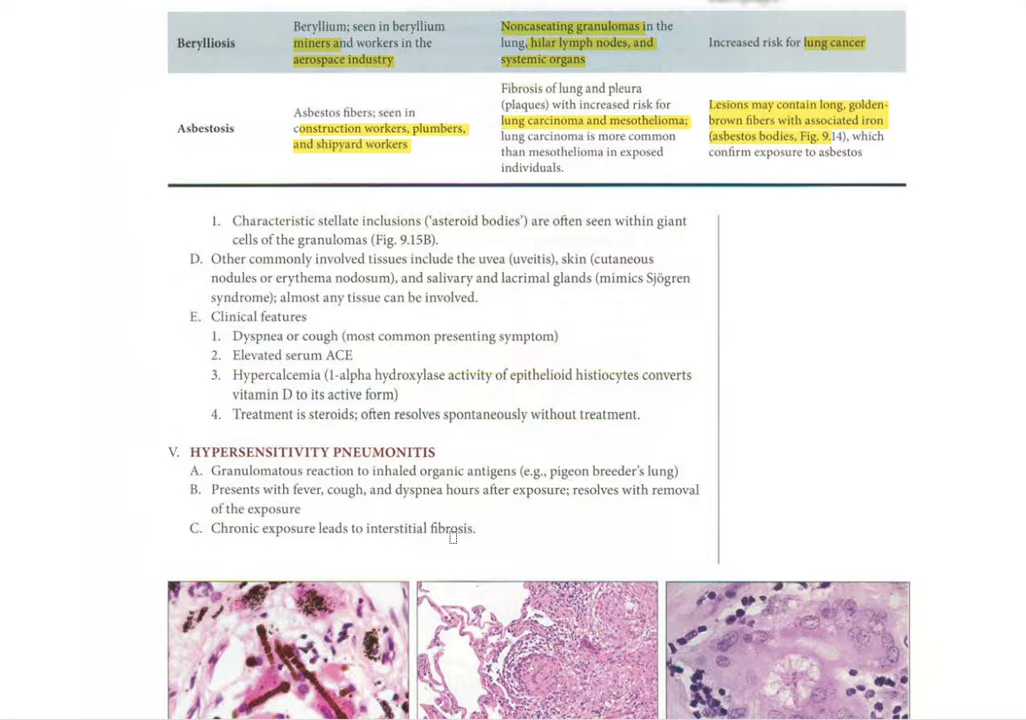 Berylliosis
Beryllium; seen in beryllium
miners and workers in the
aerospace industry
Noncaseating granulomas in the
lung, hilar lymph nodes, and
systemic organs
Increased risk for lung cancer
Asbestosis
Asbestos fibers; seen in
construction workers, plumbers,
and shipyard workers
Fibrosis of lung and pleura
(plaques) with increased risk for
lung carcinoma and mesothelioma;
lung carcinoma is more common
than mesothelioma in exposed
individuals.
Lesions may contain long, golden-
brown fibers with associated iron
(asbestos bodies, Fig. 9.14), which
confirm exposure to asbestos
1. Characteristic stellate inclusions ('asteroid bodies') are often seen within giant
cells of the granulomas (Fig. 9.15B).
D. Other commonly involved tissues include the uvea (uveitis), skin (cutaneous
nodules or erythema nodosum), and salivary and lacrimal glands (mimics Sjögren
syndrome); almost any tissue can be involved.
E. Clinical features
1. Dyspnea or cough (most common presenting symptom)
2. Elevated serum ACE
3. Hypercalcemia (1-alpha hydroxylase activity of epithelioid histiocytes converts
vitamin D to its active form)
4. Treatment is steroids; often resolves spontaneously without treatment.
V. HYPERSENSITIVITY PNEUMONITIS
A. Granulomatous reaction to inhaled organic antigens (e.g., pigeon breeder's lung)
B. Presents with fever, cough, and dyspnea hours after exposure; resolves with removal
of the exposure
C. Chronic exposure leads to interstitial fibrosis.